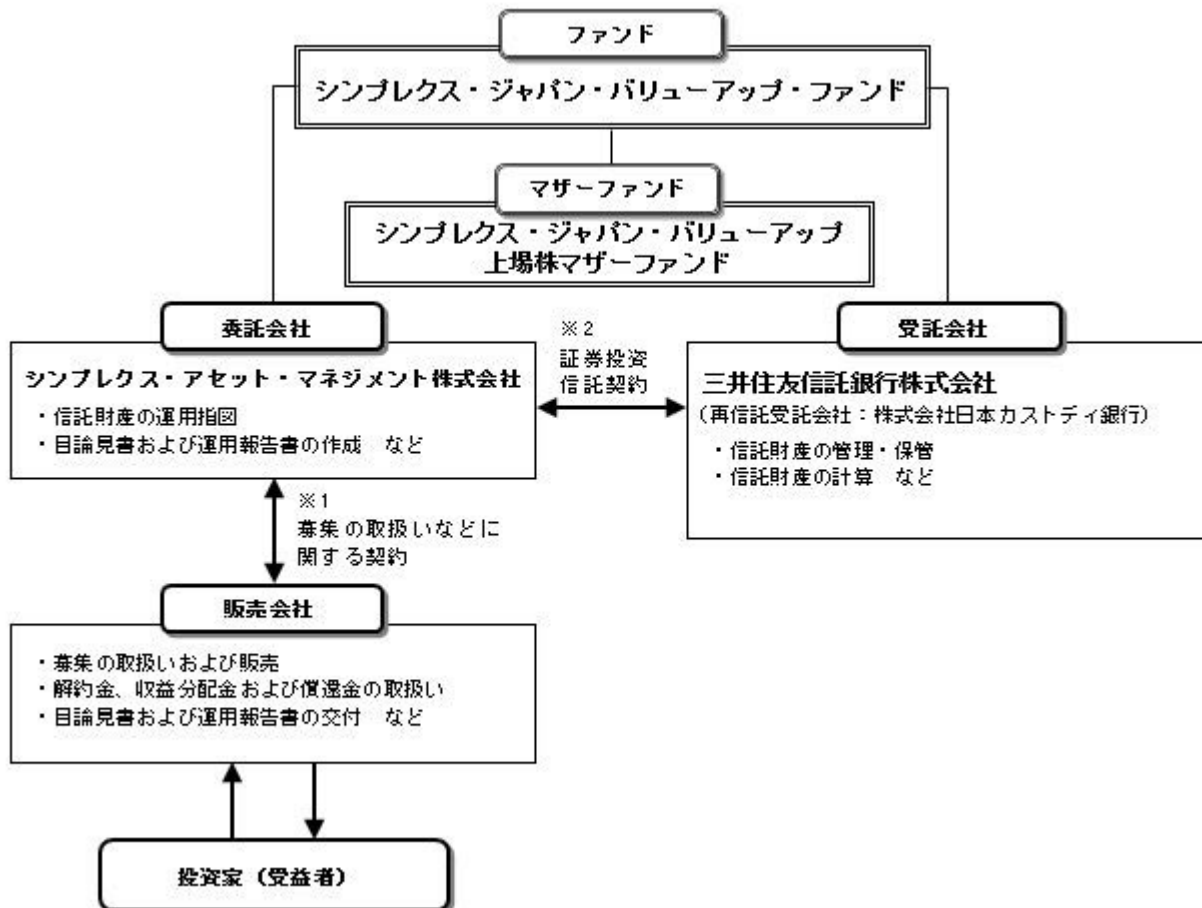 ファンド
シンプレクス・ジャパン・バリューアップ・ファンド
マザーファンド
シンプレクス・ジャパン・バリューアップ
上場株マザーファンド
委託会社
シンプレクス・アセット・マネジメント株式会社
・信託財産の運用指図
・目論見書および運用報告書の作成　など
※2
証券投資
信託契約
受託会社
三井住友信託銀行株式会社
（再信託受託会社：株式会社日本カストディ銀行）
・信託財産の管理・保管
・信託財産の計算　など
※1
募集の取扱いなどに
関する契約
販売会社
・募集の取扱いおよび販売
・解約金、収益分配金および償還金の取扱い
・目論見書および運用報告書の交付　など
投資家（受益者）